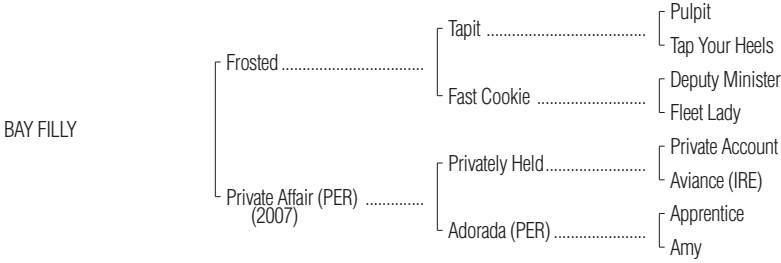 Pulpit
Tapit ....................................
Tap Your Heels
Frosted ................................
Deputy Minister
Fast Cookie ........................
Fleet Lady
BAY FILLY
Private Account
Privately Held.......................
Aviance (IRE)
Private Affair (PER) .............
(2007)
Apprentice
Adorada (PER) .....................
Amy